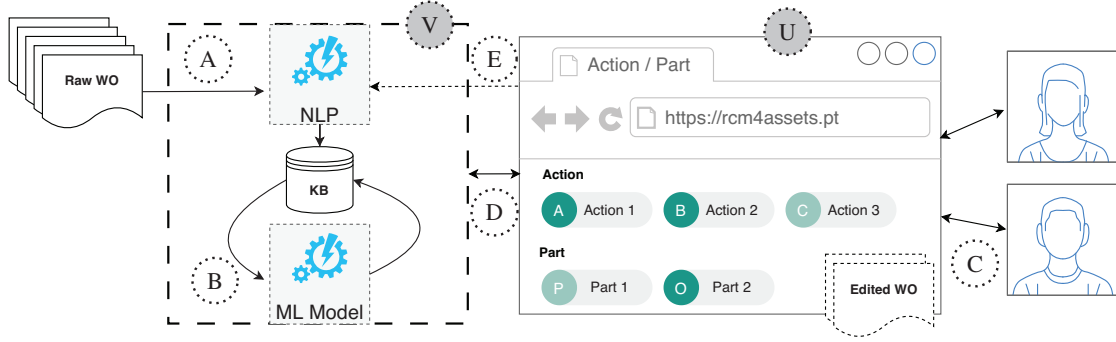 Raw WO
A
V
NLP
KB
B
ML Model
E
D
U
Action / Part
https://rcm4assets.pt
Action
A Action 1 B Action 2 C Action 3
Part
P Part 1 O Part 2
Edited WO
C